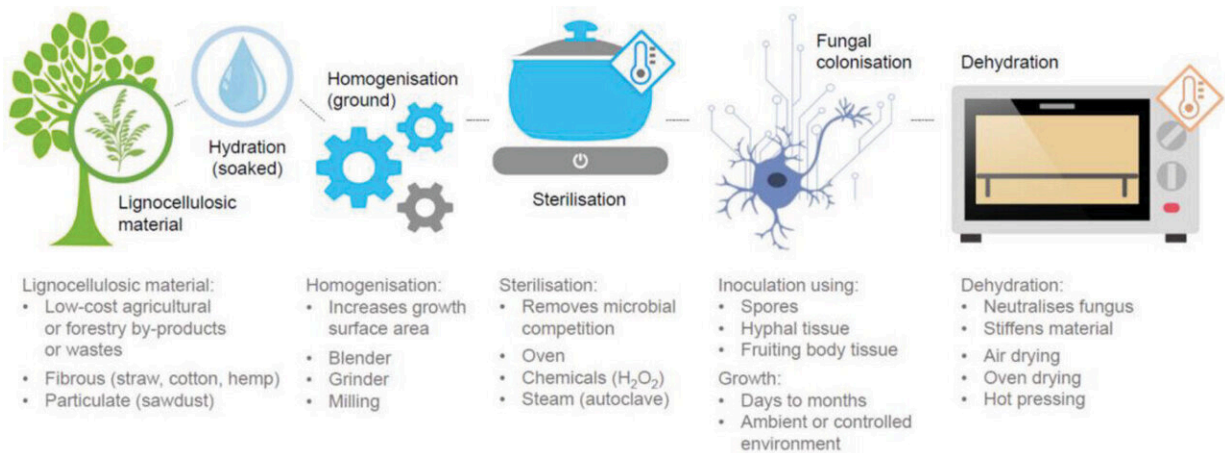 Lignocellulosic
material
Hydration
(soaked)
Homogenisation
(ground)
Sterilisation
Fungal
colonisation
Dehydration
Lignocellulosic material:
• Low-cost agricultural
or forestry by-products
or wastes
• Fibrous (straw, cotton, hemp)
• Particulate (sawdust)
Homogenisation:
• Increases growth
surface area
• Blender
• Grinder
• Milling
Sterilisation:
• Removes microbial
competition
• Oven
• Chemicals (H₂O₂)
• Steam (autoclave)
Inoculation using:
• Spores
• Hyphal tissue
• Fruiting body tissue
Growth:
• Days to months
• Ambient or controlled
environment
Dehydration:
• Neutralises fungus
• Stiffens material
• Air drying
• Oven drying
• Hot pressing